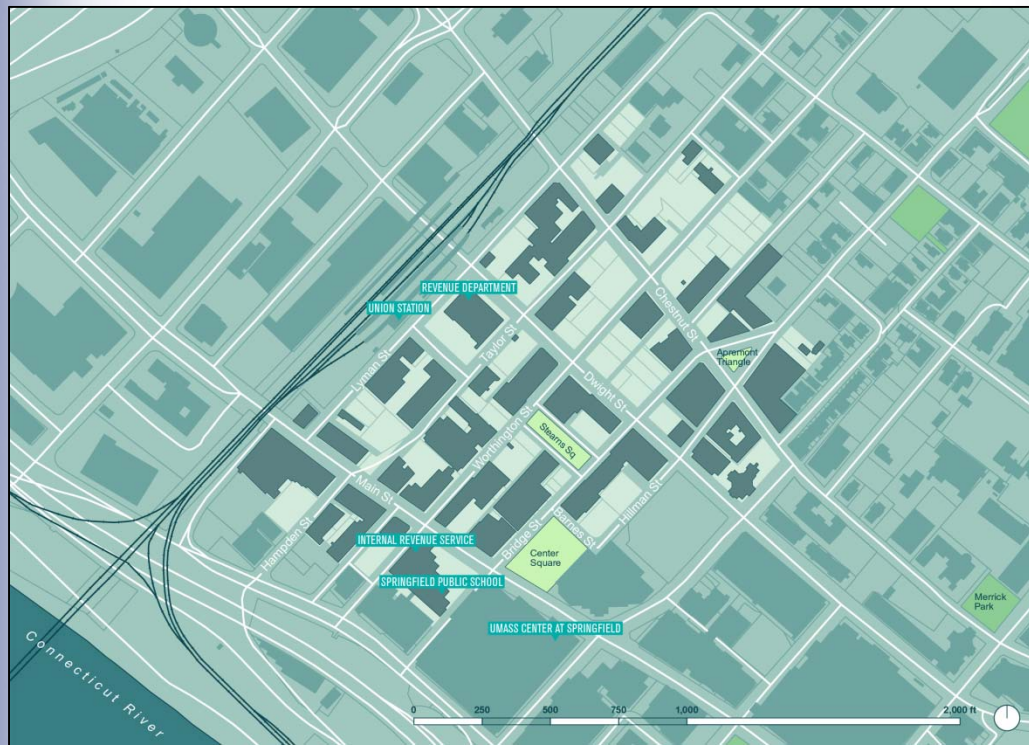 REVENUE DEPARTMENT
UNION STATION
Chestnut St
Taylor St
Lyman St
Apremont
Triangle
Dwight St
Worthington St
Stearns Sq
Main St
Hillman St
Barnes St
Bridge St
Hampden St
INTERNAL REVENUE SERVICE
Center
Square
SPRINGFIELD PUBLIC SCHOOL
Merrick
Park
UMASS CENTER AT SPRINGFIELD
Connecticut River
0 250 500 750 1,000 2,000 ft